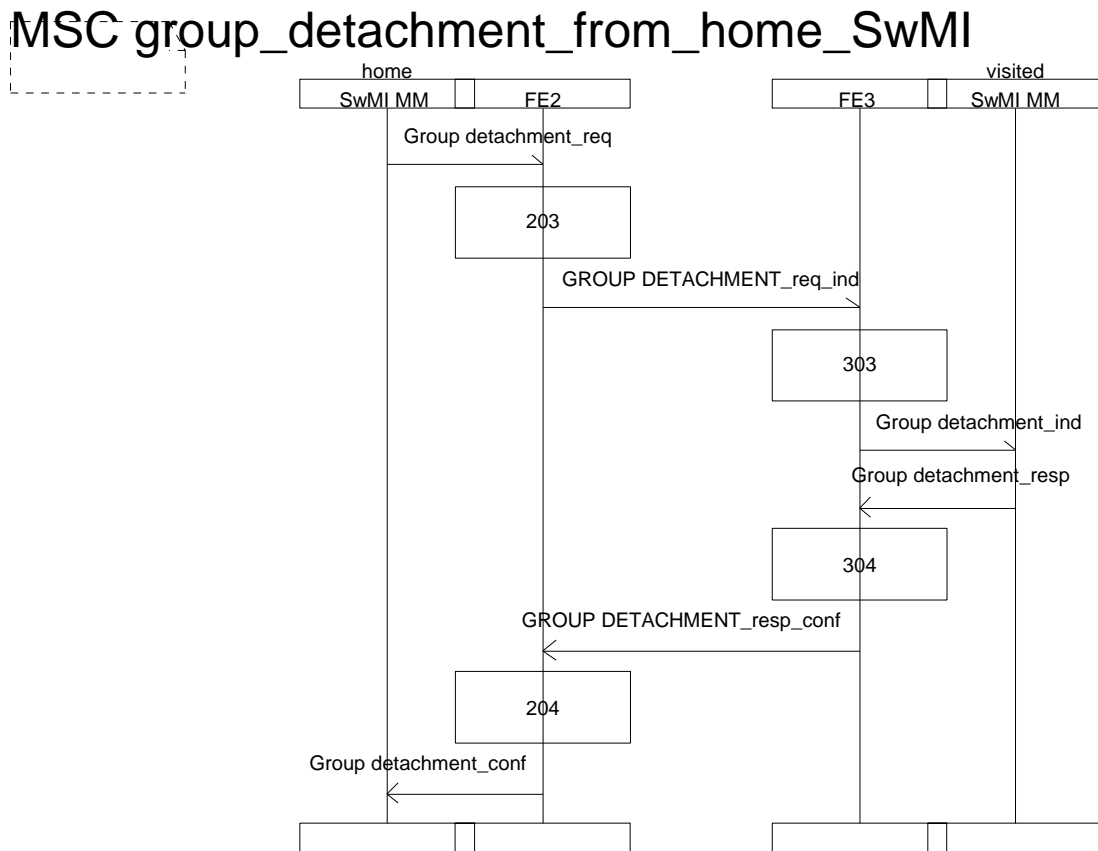 MSC group_detachment_from_home_SwMI
home visited
SwMI MM FE2 FE3 SwMI MM
Group detachment_req
203
GROUP DETACHMENT_req_ind
303
Group detachment_ind
Group detachment_resp
304
GROUP DETACHMENT_resp_conf
204
Group detachment_conf